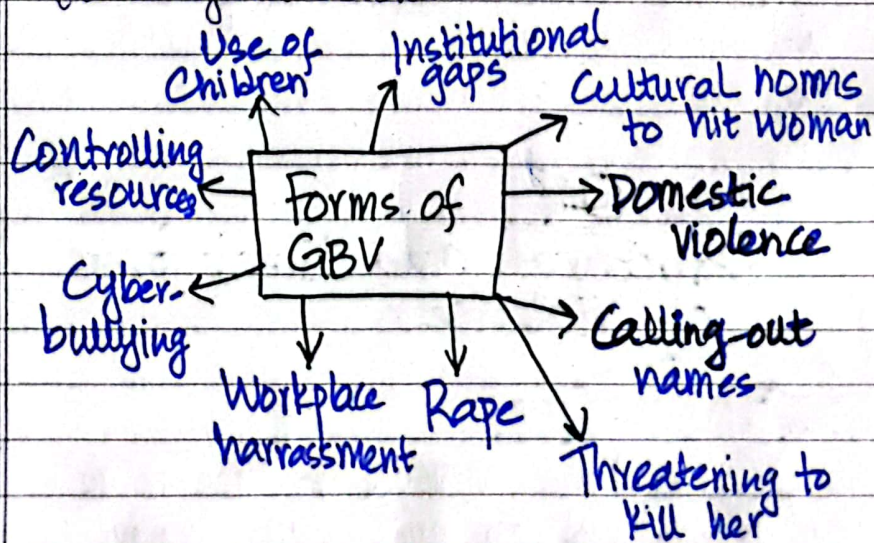 Use of
Children
Institutional
gaps
Cultural norms
to hit woman
Controlling
resources
Forms of
GBV
Domestic
violence
Cyber-
bullying
Calling-out
names
Workplace
harrassment
Rape
Threatening to
kill her